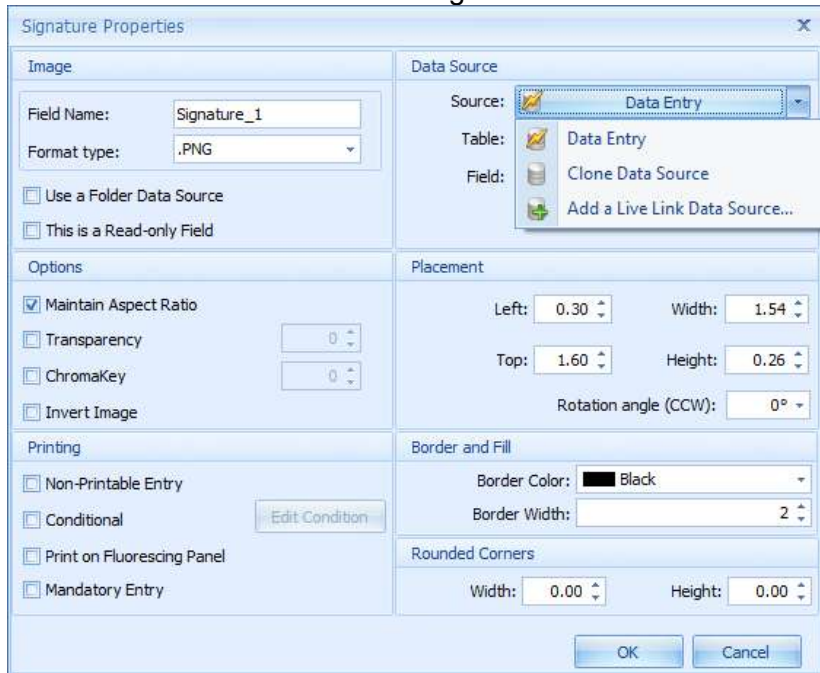 Signature Properties
Image
Field Name: Signature_1
Format type: .PNG
Use a Folder Data Source
This is a Read-only Field
Data Source
Source: Data Entry
Table:
Field:
Data Entry
Clone Data Source
Add a Live Link Data Source...
Options
Maintain Aspect Ratio
Transparency 0
ChromaKey 0
Invert Image
Placement
Left: 0.30 Width: 1.54
Top: 1.60 Height: 0.26
Rotation angle (CCW): 0°
Printing
Non-Printable Entry
Conditional Edit Condition
Print on Fluorescing Panel
Mandatory Entry
Border and Fill
Border Color: Black
Border Width: 2
Rounded Corners
Width: 0.00 Height: 0.00
OK Cancel